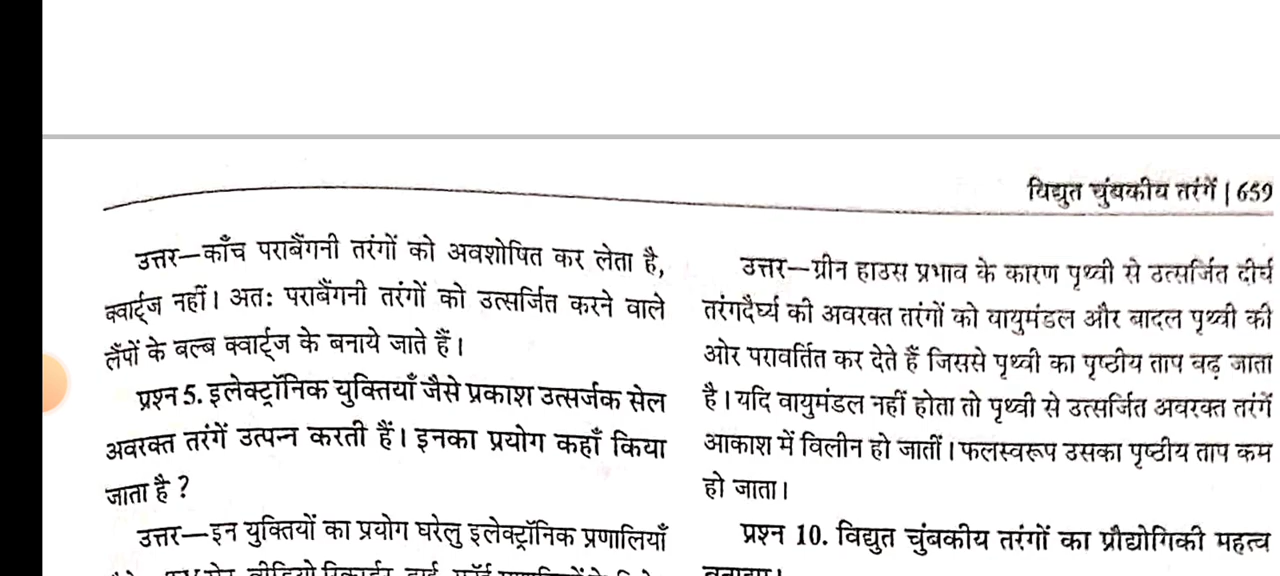 विद्युत चुंबकीय तरंगें | 659
उत्तर—काँच पराबैंगनी तरंगों को अवशोषित कर लेता है,
क्वार्ट्ज नहीं। अतः पराबैंगनी तरंगों को उत्सर्जित करने वाले
लैंपों के बल्ब क्वार्ट्ज के बनाये जाते हैं।
प्रश्न 5. इलेक्ट्रॉनिक युक्तियाँ जैसे प्रकाश उत्सर्जक सेल
अवरक्त तरंगें उत्पन्न करती हैं। इनका प्रयोग कहाँ किया
जाता है ?
उत्तर—इन युक्तियों का प्रयोग घरेलु इलेक्ट्रॉनिक प्रणालियाँ
उत्तर—ग्रीन हाउस प्रभाव के कारण पृथ्वी से उत्सर्जित दीर्घ
तरंगदैर्घ्य की अवरक्त तरंगों को वायुमंडल और बादल पृथ्वी की
ओर परावर्तित कर देते हैं जिससे पृथ्वी का पृष्ठीय ताप बढ़ जाता
है। यदि वायुमंडल नहीं होता तो पृथ्वी से उत्सर्जित अवरक्त तरंगें
आकाश में विलीन हो जातीं। फलस्वरूप उसका पृष्ठीय ताप कम
हो जाता।
प्रश्न 10. विद्युत चुंबकीय तरंगों का प्रौद्योगिकी महत्व